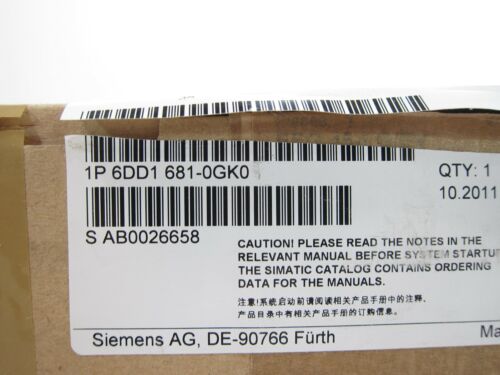 1P 6DD1 681-0GK0
QTY: 1
10.2011
S AB0026658
CAUTION! PLEASE READ THE NOTES IN THE
RELEVANT MANUAL BEFORE SYSTEM STARTUP
THE SIMATIC CATALOG CONTAINS ORDERING
DATA FOR THE MANUALS.
注意!系统启动前请阅读相关产品手册中的注释,
产品目录中有相关产品手册的订购信息.
Siemens AG, DE-90766 Fürth
Ma